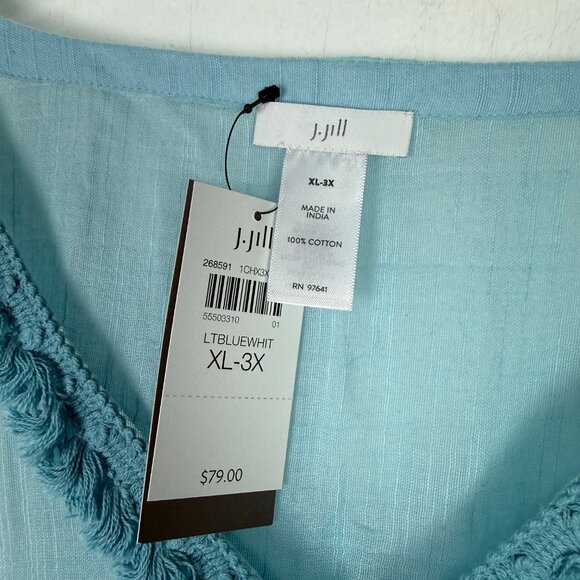 J.Jill
XL-3X
MADE IN
INDIA
100% COTTON
RN 97641
J.Jill
268591 1CHX3X
55503310 01
LTBLUEWHIT
XL-3X
$79.00